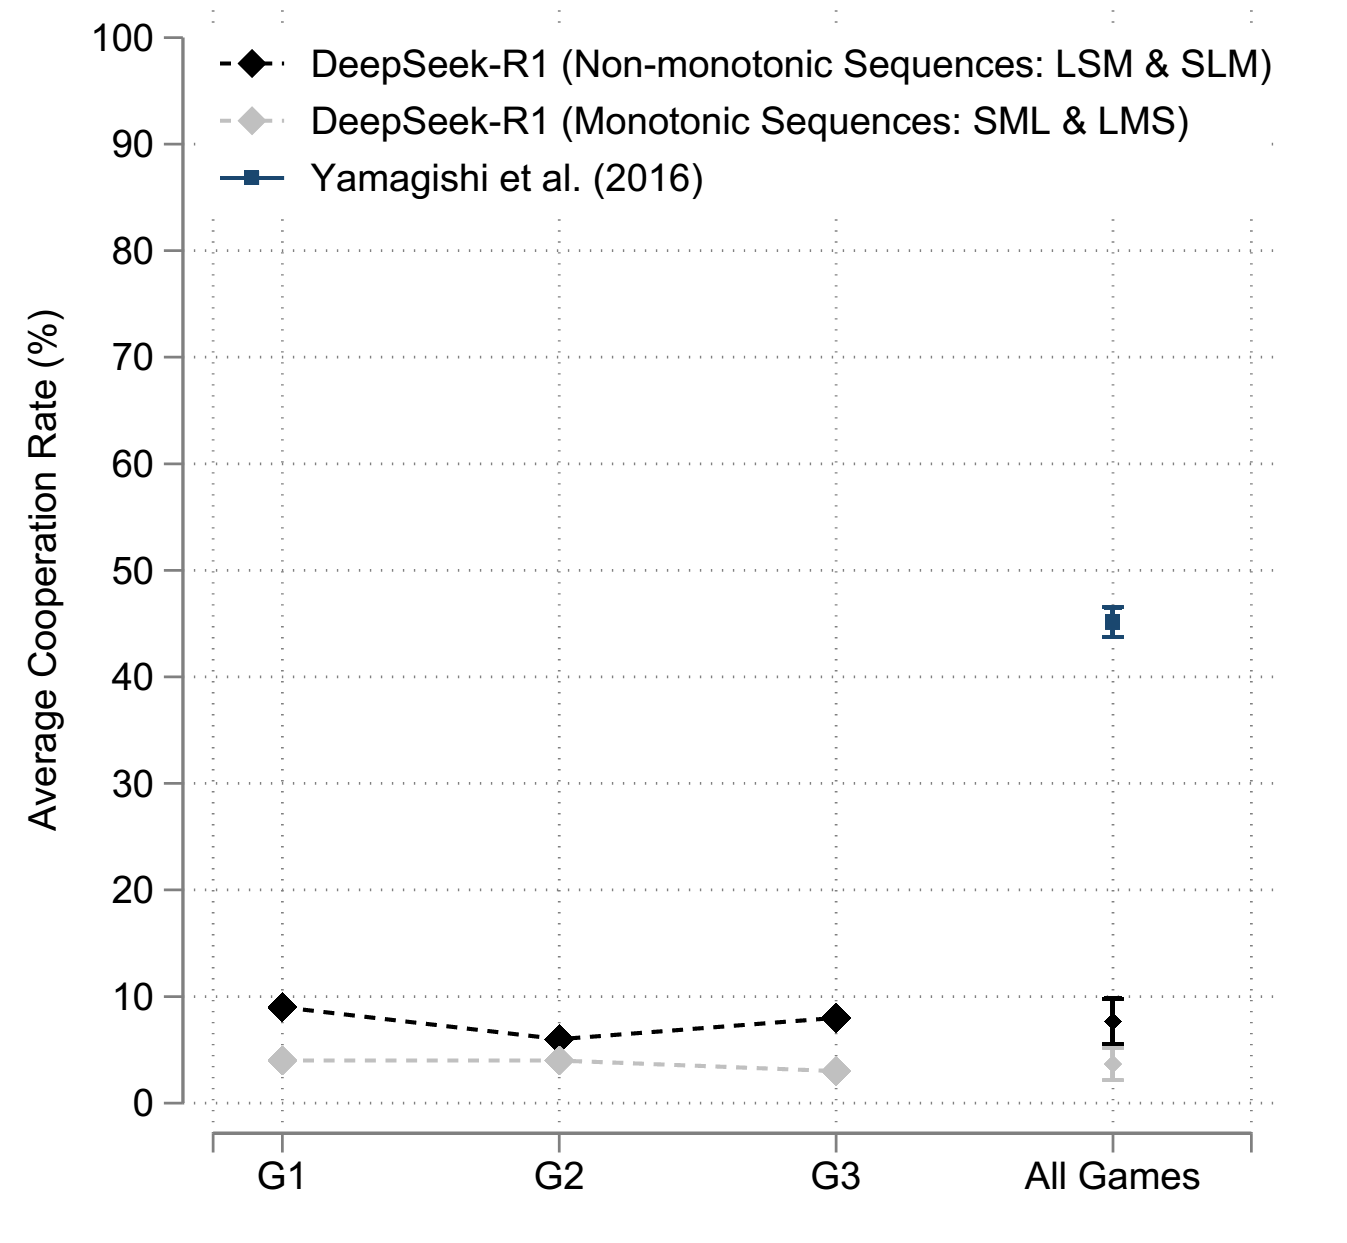 100
90
80
70
60
50
40
30
20
10
0
Average Cooperation Rate (%)
DeepSeek-R1 (Non-monotonic Sequences: LSM & SLM)
DeepSeek-R1 (Monotonic Sequences: SML & LMS)
Yamagishi et al. (2016)
G1 G2 G3 All Games